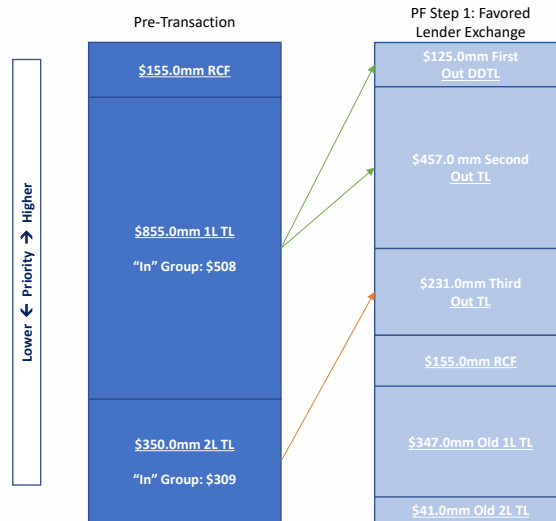 Pre-Transaction
PF Step 1: Favored
Lender Exchange
Lower ← Priority → Higher
$155.0mm RCF
$855.0mm 1L TL
"In" Group: $508
$350.0mm 2L TL
"In" Group: $309
$125.0mm First
Out DDTL
$457.0 mm Second
Out TL
$231.0mm Third
Out TL
$155.0mm RCF
$347.0mm Old 1L TL
$41.0mm Old 2L TL